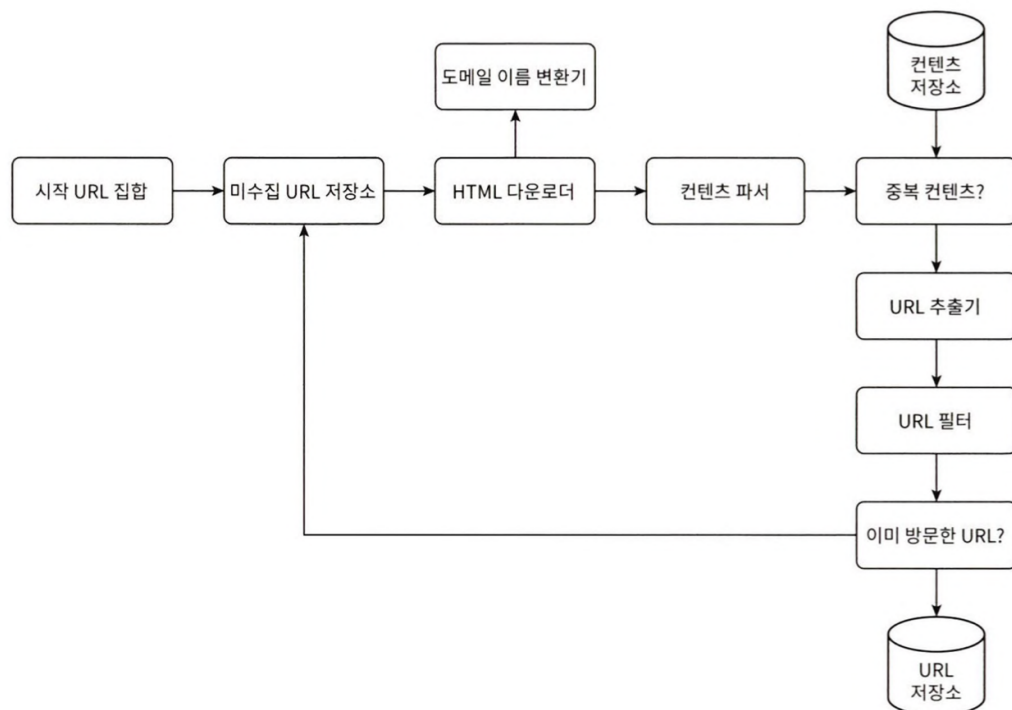 도메일 이름 변환기
컨텐츠
저장소
시작 URL 집합
미수집 URL 저장소
HTML 다운로더
컨텐츠 파서
중복 컨텐츠?
URL 추출기
URL 필터
이미 방문한 URL?
URL
저장소